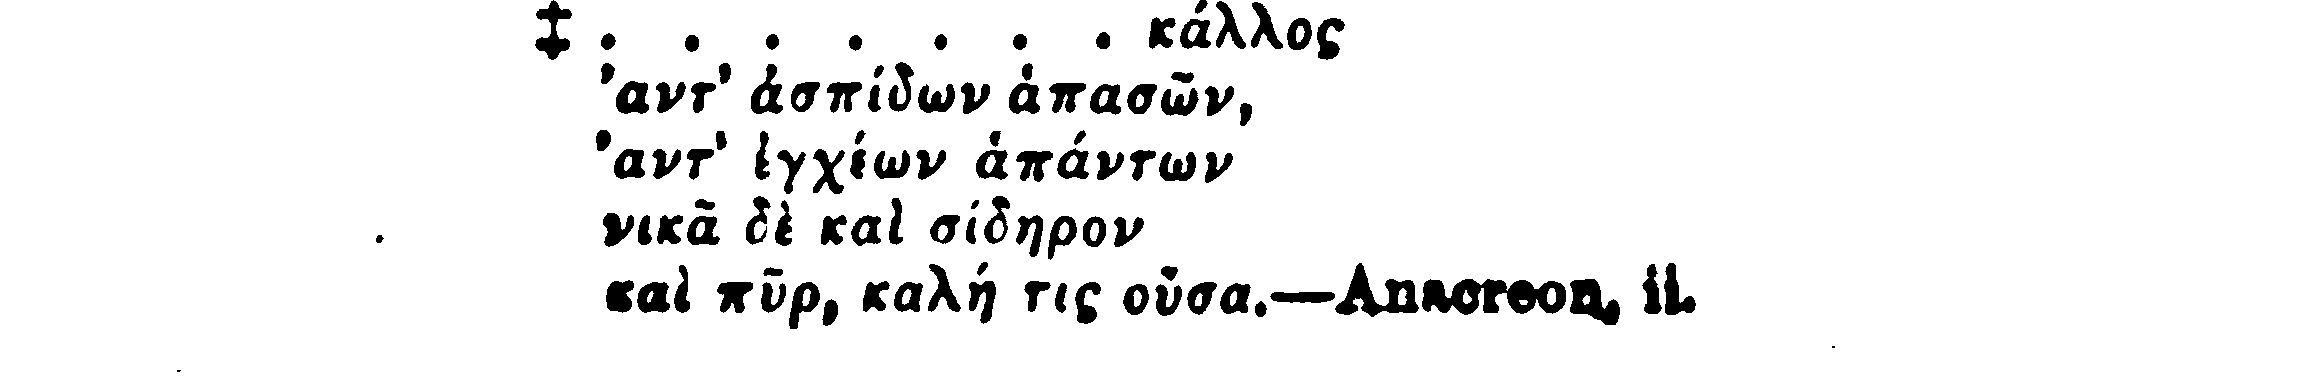 ‡ . . . . . . . κάλλος
’αντ’ ἀσπίδων ἁπασῶν,
’αντ’ ἐγχέων ἁπάντων
νικᾶ δὲ καὶ σίδηρον
καὶ πῦρ, καλή τις οὖσα.—Anacreon, ii.